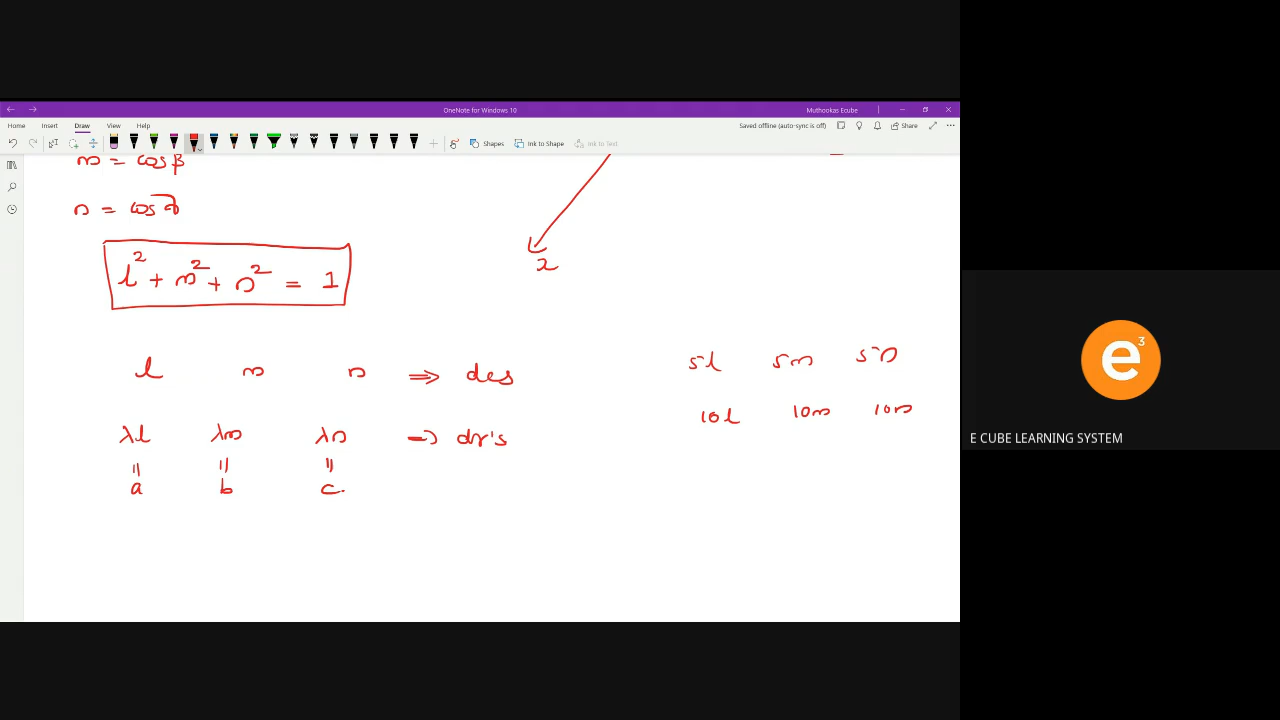 OneNote for Windows 10
Muthookas Ecube
Home Insert Draw View Help
Saved offline (auto-sync is off)
Share
Shapes
Ink to Shape
Ink to Text
m = cos β
n = cos γ
l² + m² + n² = 1
x
l m n ⇒ dcs
5l 5m 5n
10l 10m 10n
λl λm λn → dr's
= = =
a b c
e³
E CUBE LEARNING SYSTEM